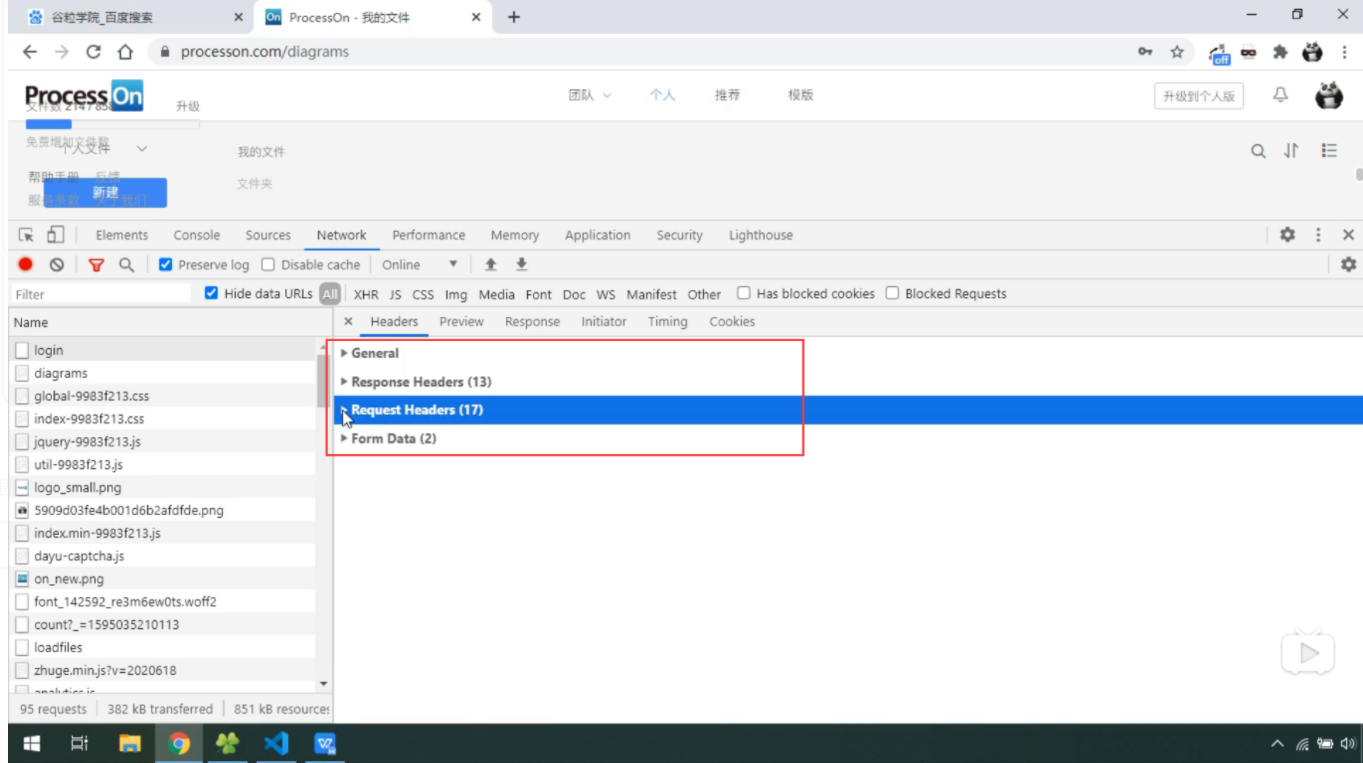 谷粒学院_百度搜索
ProcessOn - 我的文件
processon.com/diagrams
off
ProcessOn
团队 个人 推荐 模版
升级到个人版
文件数 升级
免费增加文件数
个人文件
我的文件
帮助手册 反馈
新建
文件夹
服务条款 关于我们
Elements Console Sources Network Performance Memory Application Security Lighthouse
Preserve log Disable cache Online
Filter Hide data URLs All XHR JS CSS Img Media Font Doc WS Manifest Other Has blocked cookies Blocked Requests
Name
Headers Preview Response Initiator Timing Cookies
login
diagrams
global-9983f213.css
index-9983f213.css
jquery-9983f213.js
util-9983f213.js
logo_small.png
5909d03fe4b001d6b2afdfde.png
index.min-9983f213.js
dayu-captcha.js
on_new.png
font_142592_re3m6ew0ts.woff2
count?_=1595035210113
loadfiles
zhuge.min.js?v=2020618
analytics.js
General
Response Headers (13)
Request Headers (17)
Form Data (2)
95 requests 382 kB transferred 851 kB resources